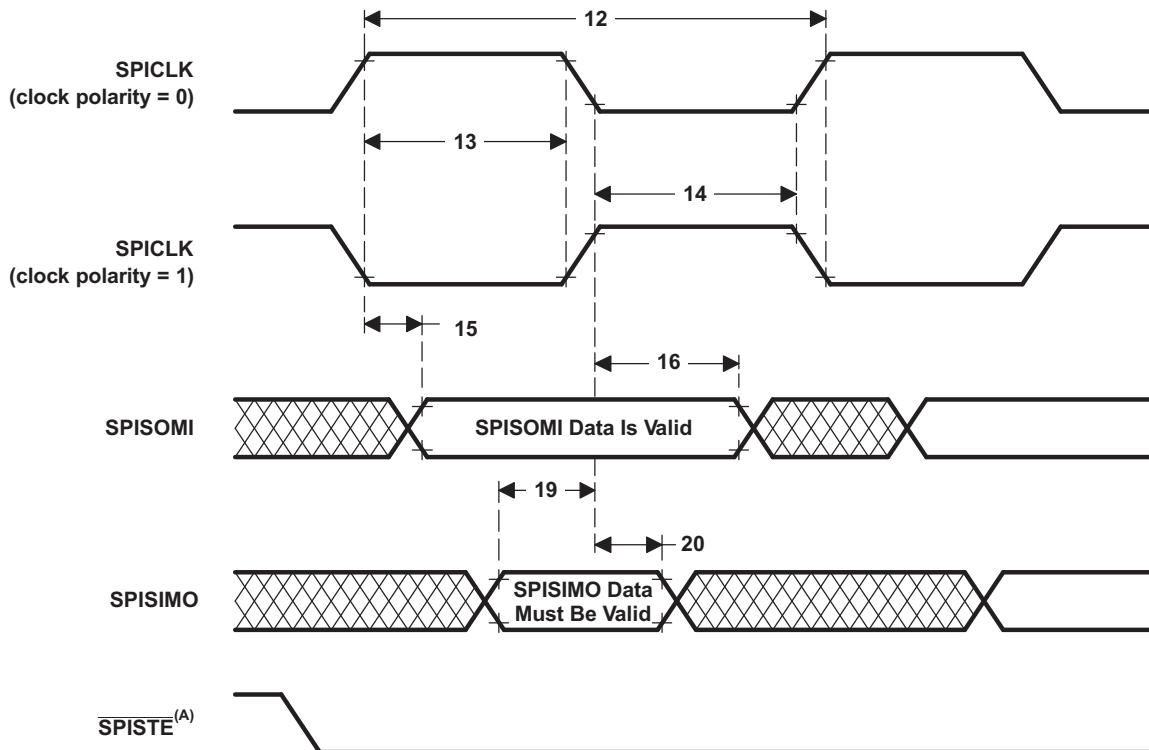 12
SPICLK
(clock polarity = 0)
13
14
SPICLK
(clock polarity = 1)
15
16
SPISOMI
SPISOMI Data Is Valid
19
20
SPISIMO
SPISIMO Data
Must Be Valid
SPISTE(A)